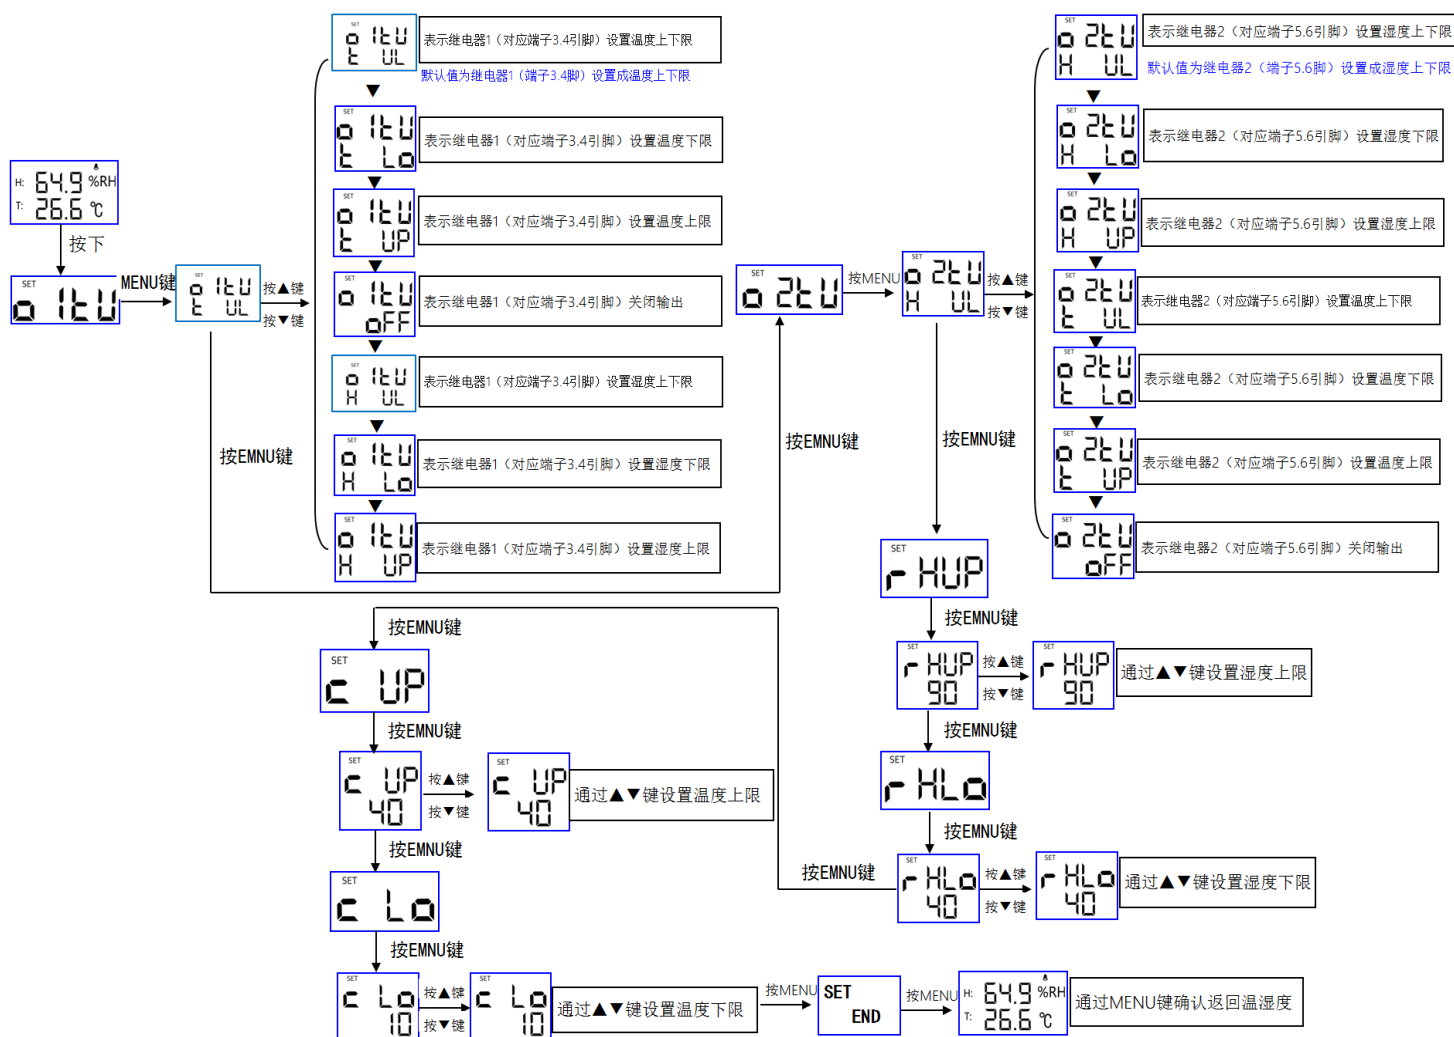 H: 64.9 %RH
T: 26.6 ℃
按下
SET
o 1tU
MENU键
SET
o 1tU
t UL
按▲键
按▼键
SET
o 1tU
t UL
表示继电器1（对应端子3.4引脚）设置温度上下限
默认值为继电器1（端子3.4脚）设置成温度上下限
▼
SET
o 1tU
t Lo
表示继电器1（对应端子3.4引脚）设置温度下限
▼
SET
o 1tU
t UP
表示继电器1（对应端子3.4引脚）设置温度上限
▼
SET
o 1tU
oFF
表示继电器1（对应端子3.4引脚）关闭输出
▼
SET
o 1tU
H UL
表示继电器1（对应端子3.4引脚）设置湿度上下限
▼
SET
o 1tU
H Lo
表示继电器1（对应端子3.4引脚）设置湿度下限
▼
SET
o 1tU
H UP
表示继电器1（对应端子3.4引脚）设置湿度上限
按EMNU键
按EMNU键
SET
o 2tU
按MENU
SET
o 2tU
H UL
按▲键
按▼键
SET
o 2tU
H UL
表示继电器2（对应端子5.6引脚）设置湿度上下限
默认值为继电器2（端子5.6脚）设置成湿度上下限
▼
SET
o 2tU
H Lo
表示继电器2（对应端子5.6引脚）设置湿度下限
▼
SET
o 2tU
H UP
表示继电器2（对应端子5.6引脚）设置湿度上限
▼
SET
o 2tU
t UL
表示继电器2（对应端子5.6引脚）设置温度上下限
▼
SET
o 2tU
t Lo
表示继电器2（对应端子5.6引脚）设置温度下限
▼
SET
o 2tU
t UP
表示继电器2（对应端子5.6引脚）设置温度上限
▼
SET
o 2tU
oFF
表示继电器2（对应端子5.6引脚）关闭输出
按EMNU键
SET
r HUP
按EMNU键
SET
r HUP
90
按▲键
按▼键
SET
r HUP
90
通过▲▼键设置湿度上限
按EMNU键
SET
r HLo
按EMNU键
SET
r HLo
40
按▲键
按▼键
SET
r HLo
40
通过▲▼键设置湿度下限
按EMNU键
按EMNU键
SET
c UP
按EMNU键
SET
c UP
40
按▲键
按▼键
SET
c UP
40
通过▲▼键设置温度上限
按EMNU键
SET
c Lo
按EMNU键
SET
c Lo
10
按▲键
按▼键
SET
c Lo
10
通过▲▼键设置温度下限
按MENU
SET
END
按MENU
H: 64.9 %RH
T: 26.6 ℃
通过MENU键确认返回温湿度